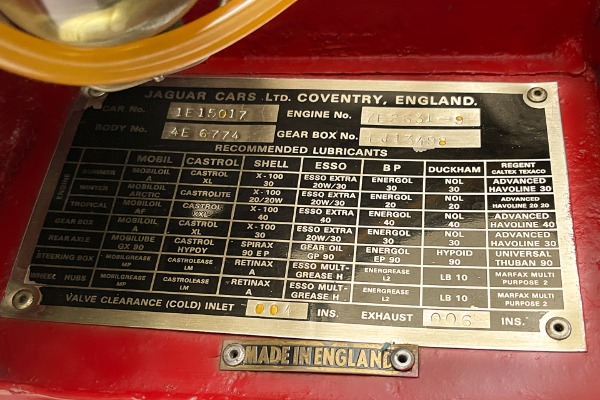 JAGUAR CARS LTD. COVENTRY, ENGLAND.
CAR No. 1E15017 ENGINE No.
BODY No. 4E 6774 GEAR BOX No.
RECOMMENDED LUBRICANTS
ENGINE
MOBIL CASTROL SHELL ESSO BP DUCKHAM REGENT CALTEX TEXACO
SUMMER MOBILOIL A CASTROL XL X-100 30 ESSO EXTRA 20W/30 ENERGOL 30 NOL 30 ADVANCED HAVOLINE 30
WINTER MOBILOIL ARCTIC CASTROLITE X-100 20/20W ESSO EXTRA 20W/30 ENERGOL 20 NOL 20 ADVANCED HAVOLINE 20 20
TROPICAL MOBILOIL AF CASTROL XXL X-100 40 ESSO EXTRA 40 ENERGOL 40 NOL 40 ADVANCED HAVOLINE 40
GEAR BOX MOBILOIL A CASTROL XL X-100 30 ESSO EXTRA 20W/30 ENERGOL 30 NOL 30 ADVANCED HAVOLINE 30
REAR AXLE MOBILUBE GX 90 CASTROL HYPOY SPIRAX 90 EP GEAR OIL GP 90 ENERGOL EP 90 HYPOID 90 UNIVERSAL THUBAN 90
STEERING BOX MOBILGREASE MP CASTROLEASE LM RETINAX A ESSO MULT-GREASE H ENERGREASE L2 LB 10 MARFAX MULTI PURPOSE 2
WHEEL HUBS MOBILGREASE MP CASTROLEASE LM RETINAX A ESSO MULT-GREASE H ENERGREASE L2 LB 10 MARFAX MULTI PURPOSE 2
VALVE CLEARANCE (COLD) INLET 004 INS. EXHAUST 006 INS.
MADE IN ENGLAND